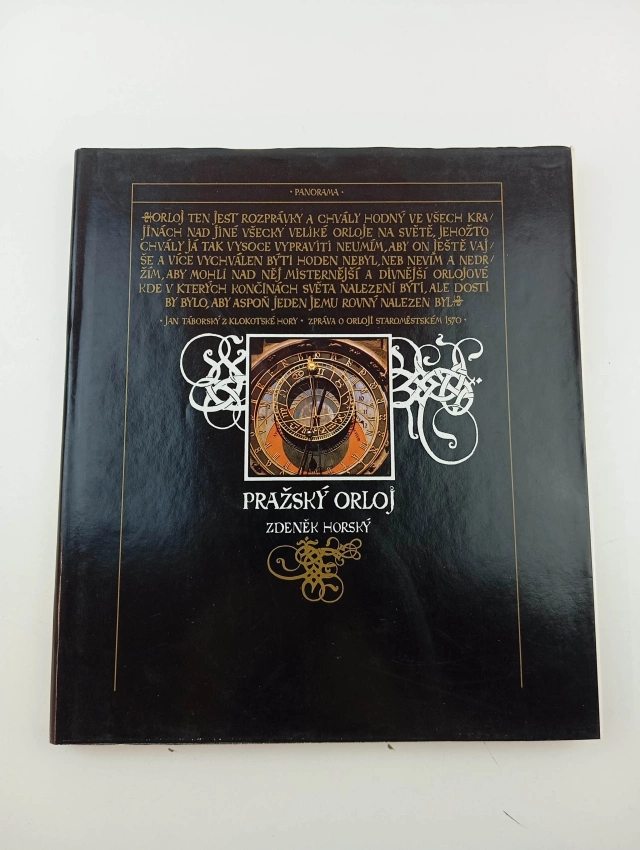 · PANORAMA ·
ORLOJ TEN JEST ROZPRÁVKY A CHVÁLY HODNÝ VE VŠECH KRA/
JINÁCH NAD JINÉ VŠECKY VELIKÉ ORLOJE NA SVĚTĚ, JEHOŽTO
CHVÁLY JÁ TAK VYSOCE VYPRAVITI NEUMÍM, ABY ON JEŠTĚ VAJ/
ŠE A VÍCE VYCHVÁLEN BÝTI HODEN NEBYL, NEB NEVÍM A NEDR/
ŽÍM, ABY MOHLI NAD NĚJ MISTERNĚJŠÍ A DIVNĚJŠÍ ORLOJOVÉ
KDE V KTERÝCH KONČINÁCH SVĚTA NALEZENI BÝTI, ALE DOSTI
BY BYLO, ABY ASPOŇ JEDEN JEMU ROVNÝ NALEZEN BYL
· JAN TÁBORSKÝ Z KLOKOTSKÉ HORY · ZPRÁVA O ORLOJI STAROMĚSTSKÉM 1570 ·
PRAŽSKÝ ORLOJ
ZDENĚK HORSKÝ